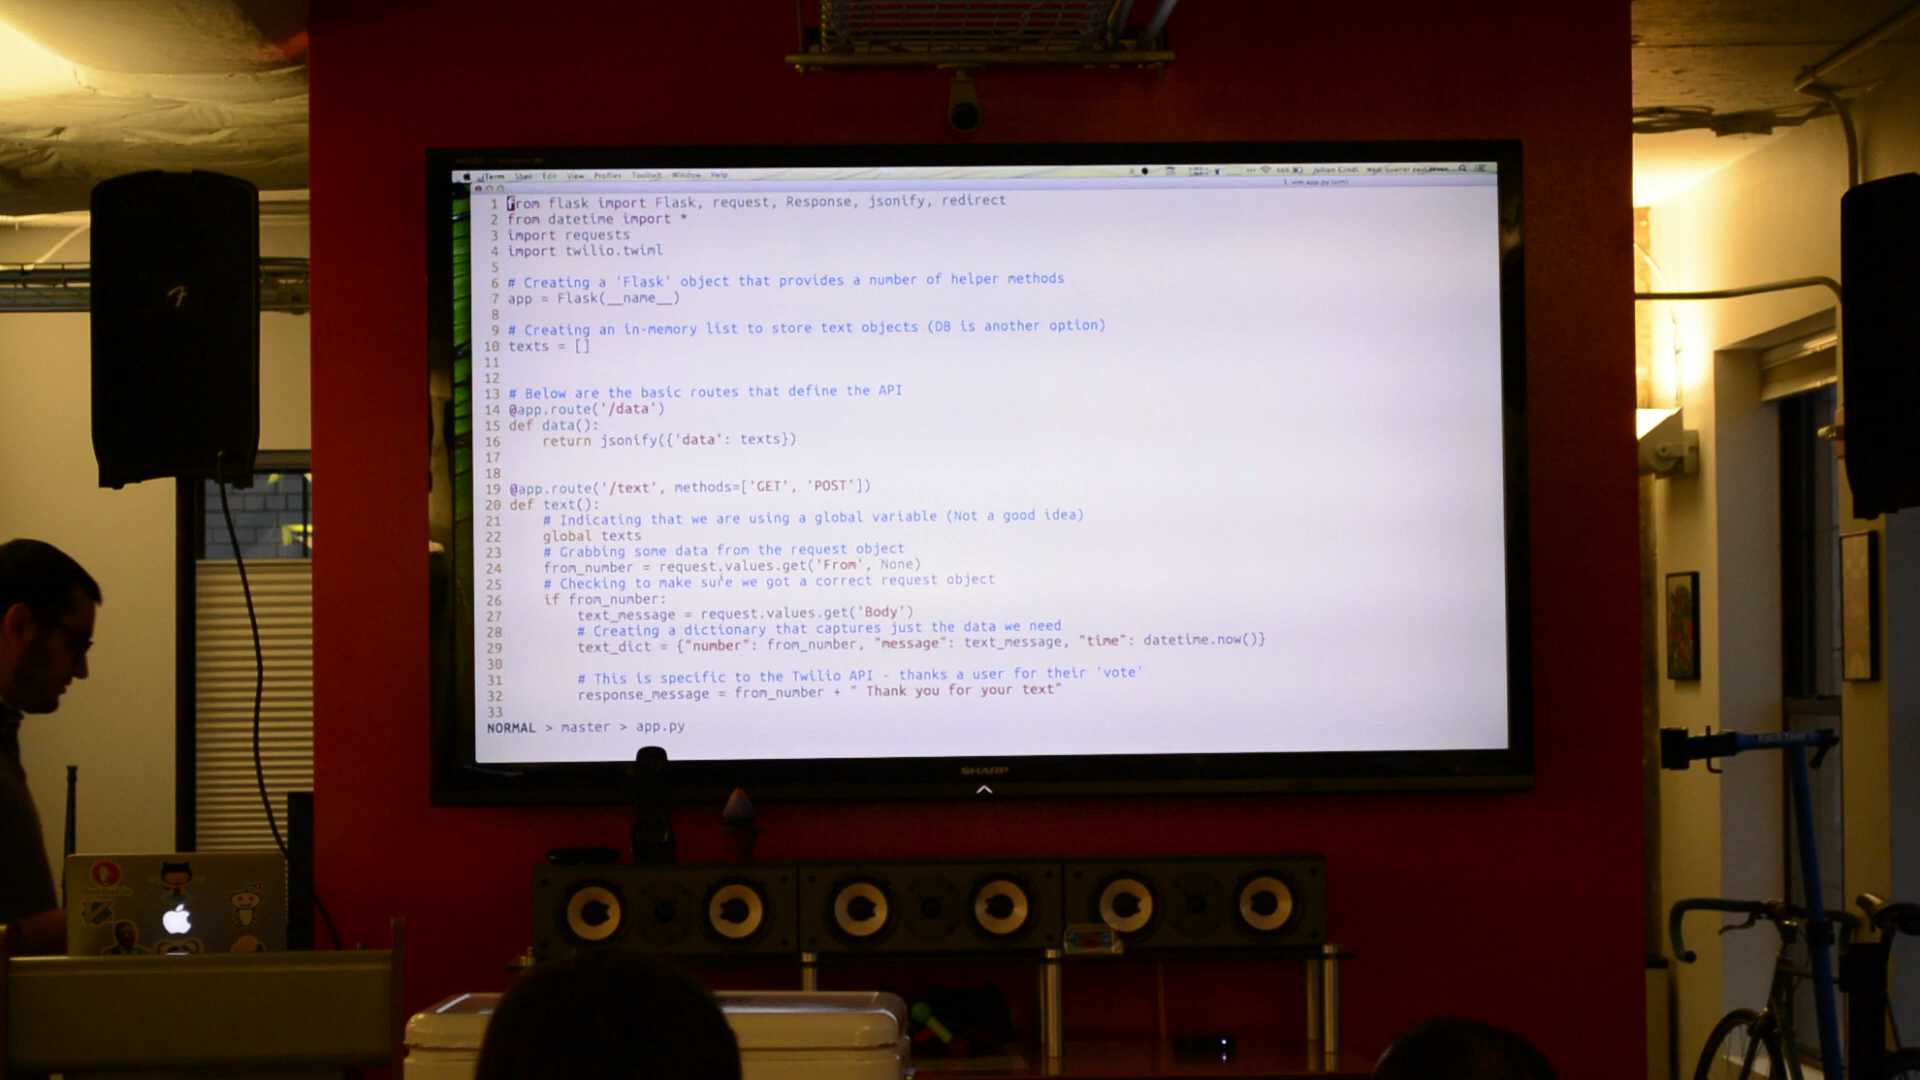 iTerm Shell Edit View Profiles Toolbelt Window Help
1 from flask import Flask, request, Response, jsonify, redirect
2 from datetime import *
3 import requests
4 import twilio.twiml
5
6 # Creating a 'Flask' object that provides a number of helper methods
7 app = Flask(__name__)
8
9 # Creating an in-memory list to store text objects (DB is another option)
10 texts = []
11
12
13 # Below are the basic routes that define the API
14 @app.route('/data')
15 def data():
16     return jsonify({'data': texts})
17
18
19 @app.route('/text', methods=['GET', 'POST'])
20 def text():
21     # Indicating that we are using a global variable (Not a good idea)
22     global texts
23     # Grabbing some data from the request object
24     from_number = request.values.get('From', None)
25     # Checking to make sure we got a correct request object
26     if from_number:
27         text_message = request.values.get('Body')
28         # Creating a dictionary that captures just the data we need
29         text_dict = {"number": from_number, "message": text_message, "time": datetime.now()}
30
31         # This is specific to the Twilio API - thanks a user for their 'vote'
32         response_message = from_number + " Thank you for your text"
33
NORMAL > master > app.py
SHARP